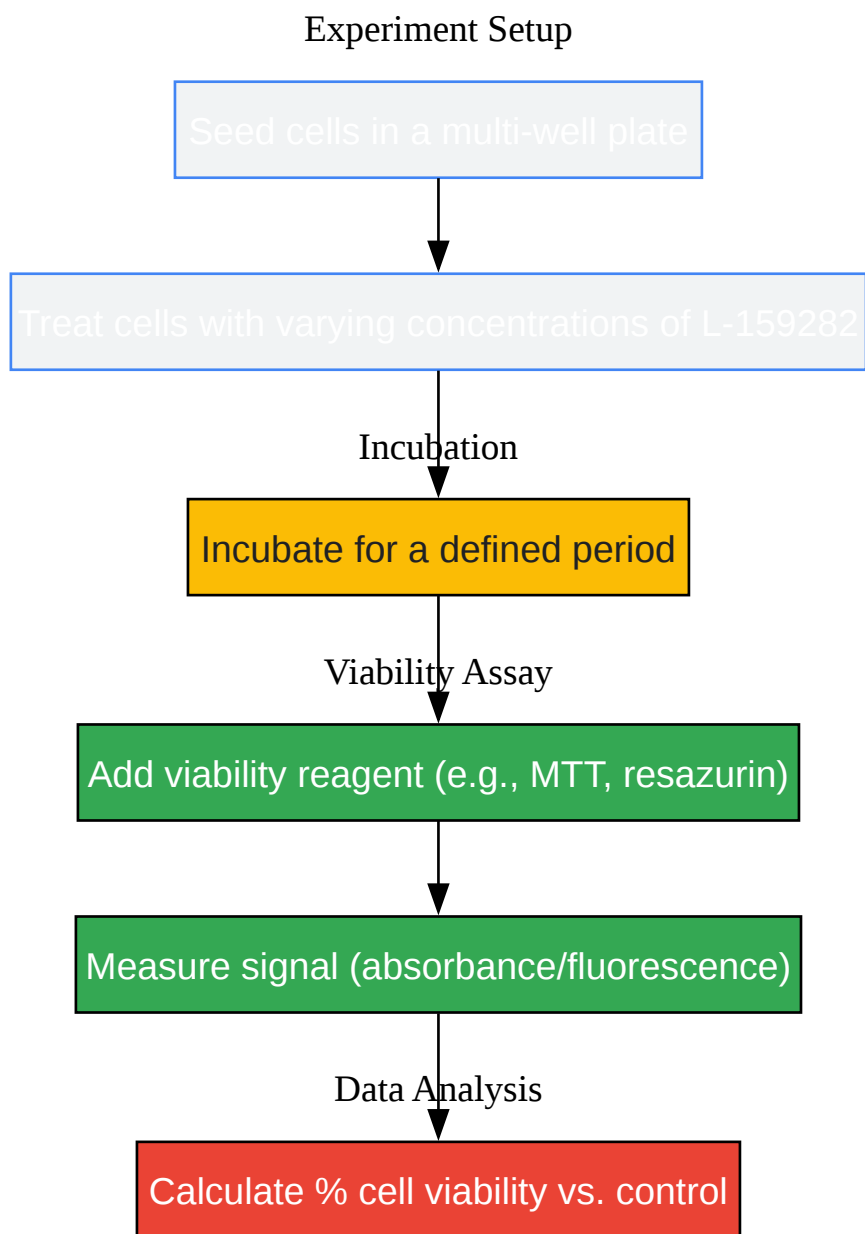 Experiment Setup
Seed cells in a multi-well plate
Treat cells with varying concentrations of L-159282
Incubation
Incubate for a defined period
Viability Assay
Add viability reagent (e.g., MTT, resazurin)
Measure signal (absorbance/fluorescence)
Data Analysis
Calculate % cell viability vs. control